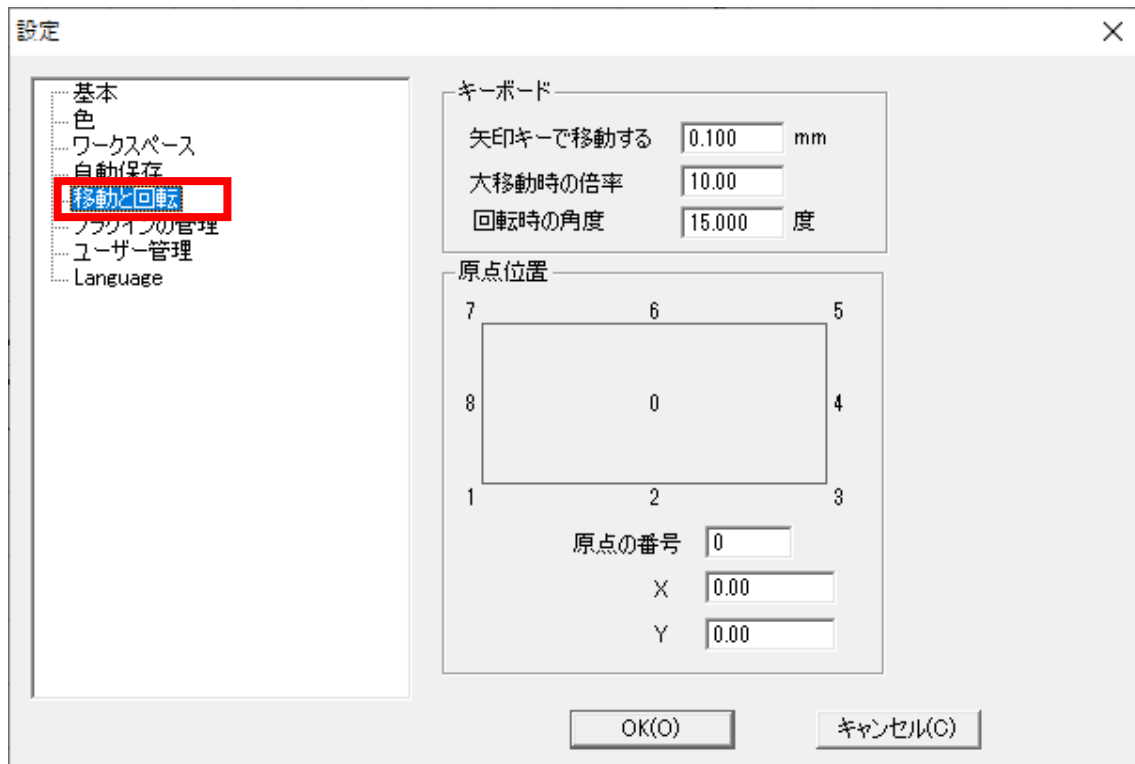 設定
基本
色
ワークスペース
自動保存
移動と回転
プラグインの管理
ユーザー管理
Language
キーボード
矢印キーで移動する 0.100 mm
大移動時の倍率 10.00
回転時の角度 15.000 度
原点位置
7 6 5
8 0 4
1 2 3
原点の番号 0
X 0.00
Y 0.00
OK(O) キャンセル(C)